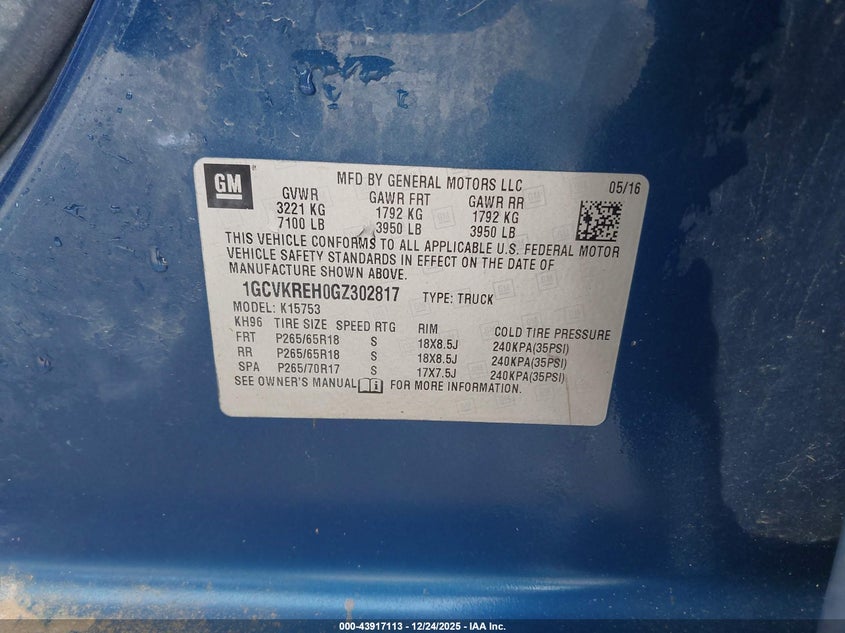 GM
MFD BY GENERAL MOTORS LLC 05/16
GVWR GAWR FRT GAWR RR
3221 KG 1792 KG 1792 KG
7100 LB 3950 LB 3950 LB
THIS VEHICLE CONFORMS TO ALL APPLICABLE U.S. FEDERAL MOTOR
VEHICLE SAFETY STANDARDS IN EFFECT ON THE DATE OF
MANUFACTURE SHOWN ABOVE.
1GCVKREH0GZ302817 TYPE: TRUCK
MODEL: K15753
KH96 TIRE SIZE SPEED RTG RIM COLD TIRE PRESSURE
FRT P265/65R18 S 18X8.5J 240KPA(35PSI)
RR P265/65R18 S 18X8.5J 240KPA(35PSI)
SPA P265/70R17 S 17X7.5J 240KPA(35PSI)
SEE OWNER'S MANUAL FOR MORE INFORMATION.
000-43917113 - 12/24/2025 - IAA Inc.